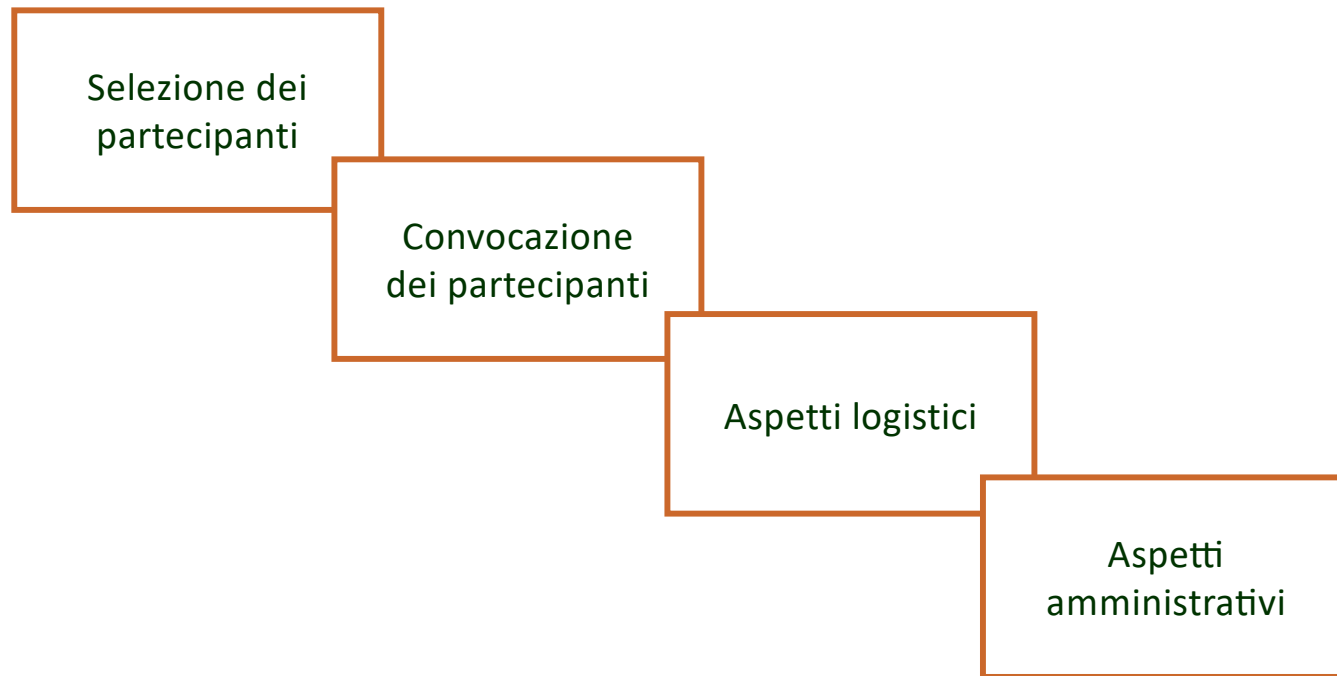 Selezione dei
partecipanti
Convocazione
dei partecipanti
Aspetti logistici
Aspetti
amministrativi